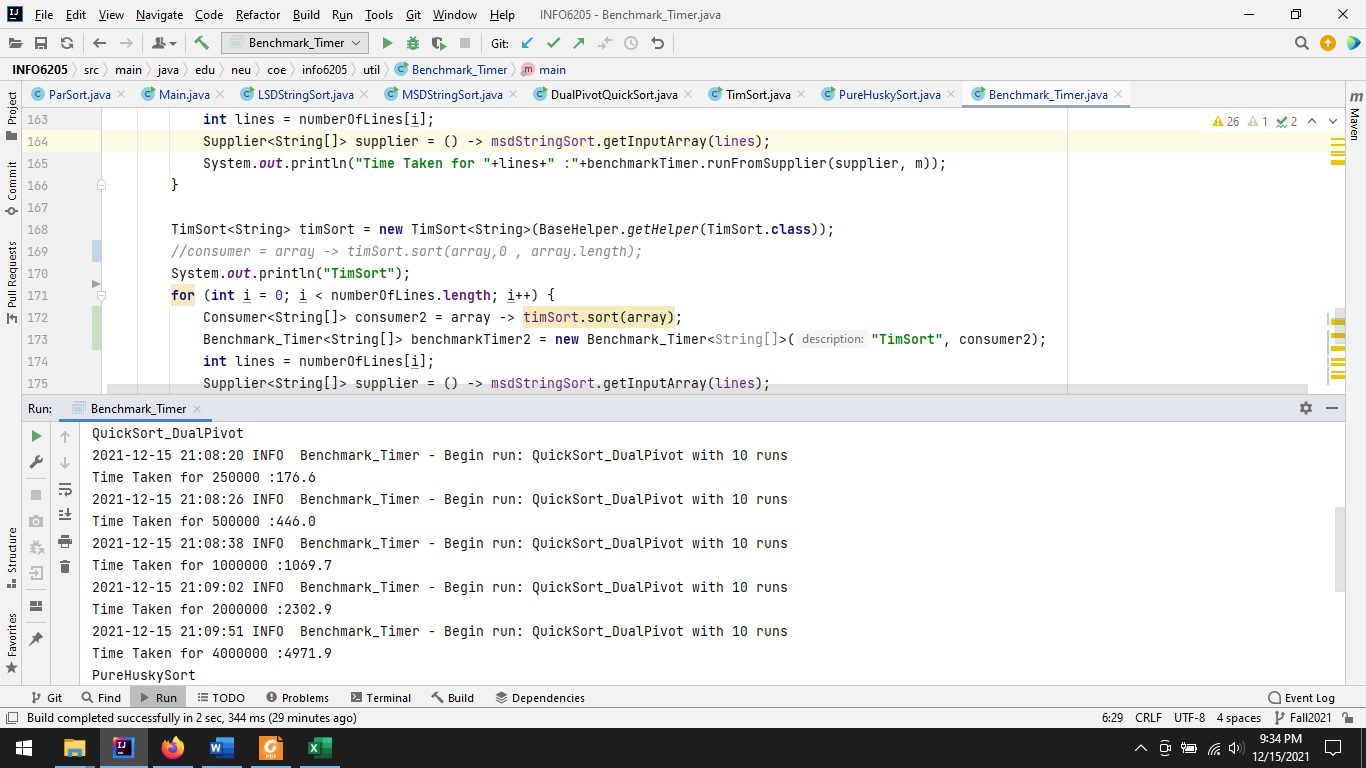 File Edit View Navigate Code Refactor Build Run Tools Git Window Help INFO6205 - Benchmark_Timer.java
Benchmark_Timer Git:
INFO6205 src main java edu neu coe info6205 util Benchmark_Timer main
ParSort.java Main.java LSDStringSort.java MSDStringSort.java DualPivotQuickSort.java TimSort.java PureHuskySort.java Benchmark_Timer.java
Project
Commit
Pull Requests
Structure
Favorites
Maven
26 1 2
163 int lines = numberOfLines[i];
164 Supplier<String[]> supplier = () -> msdStringSort.getInputArray(lines);
165 System.out.println("Time Taken for "+lines+" :"+benchmarkTimer.runFromSupplier(supplier, m));
166 }
167
168 TimSort<String> timSort = new TimSort<String>(BaseHelper.getHelper(TimSort.class));
169 //consumer = array -> timSort.sort(array,0 , array.length);
170 System.out.println("TimSort");
171 for (int i = 0; i < numberOfLines.length; i++) {
172 Consumer<String[]> consumer2 = array -> timSort.sort(array);
173 Benchmark_Timer<String[]> benchmarkTimer2 = new Benchmark_Timer<String[]>( description: "TimSort", consumer2);
174 int lines = numberOfLines[i];
175 Supplier<String[]> supplier = () -> msdStringSort.getInputArray(lines);
Run: Benchmark_Timer
QuickSort_DualPivot
2021-12-15 21:08:20 INFO  Benchmark_Timer - Begin run: QuickSort_DualPivot with 10 runs
Time Taken for 250000 :176.6
2021-12-15 21:08:26 INFO  Benchmark_Timer - Begin run: QuickSort_DualPivot with 10 runs
Time Taken for 500000 :446.0
2021-12-15 21:08:38 INFO  Benchmark_Timer - Begin run: QuickSort_DualPivot with 10 runs
Time Taken for 1000000 :1069.7
2021-12-15 21:09:02 INFO  Benchmark_Timer - Begin run: QuickSort_DualPivot with 10 runs
Time Taken for 2000000 :2302.9
2021-12-15 21:09:51 INFO  Benchmark_Timer - Begin run: QuickSort_DualPivot with 10 runs
Time Taken for 4000000 :4971.9
PureHuskySort
Git Find Run TODO Problems Terminal Build Dependencies Event Log
Build completed successfully in 2 sec, 344 ms (29 minutes ago) 6:29 CRLF UTF-8 4 spaces Fall2021
9:34 PM
12/15/2021